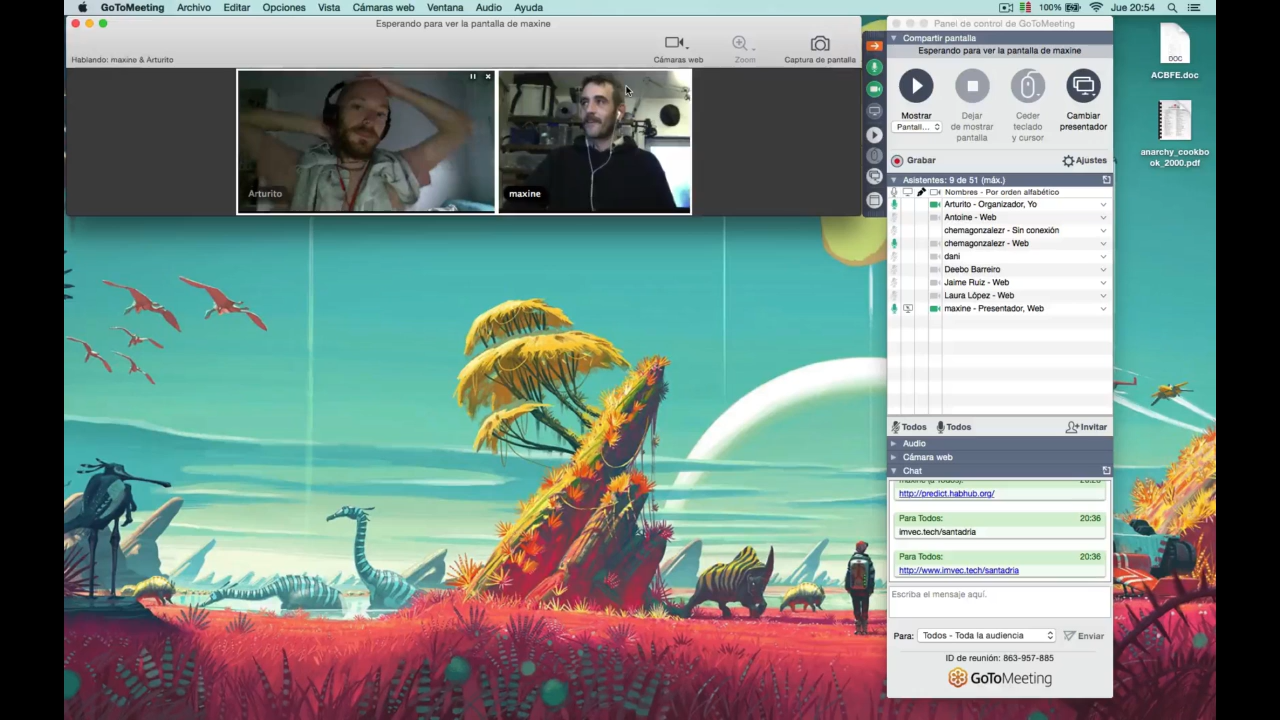 GoToMeeting Archivo Editar Opciones Vista Cámaras web Ventana Audio Ayuda
100% Jue 20:54
Esperando para ver la pantalla de maxine
Hablando: maxine & Arturito
Cámaras web
Zoom
Captura de pantalla
Arturito
maxine
Panel de control de GoToMeeting
Compartir pantalla
Esperando para ver la pantalla de maxine
Mostrar
Pantall...
Dejar
de mostrar
pantalla
Ceder
teclado
y cursor
Cambiar
presentador
Grabar
Ajustes
Asistentes: 9 de 51 (máx.)
Nombres - Por orden alfabético
Arturito - Organizador, Yo
Antoine - Web
chemagonzalezr - Sin conexión
chemagonzalezr - Web
dani
Deebo Barreiro
Jaime Ruiz - Web
Laura López - Web
maxine - Presentador, Web
Todos
Todos
Invitar
Audio
Cámara web
Chat
http://predict.habhub.org/
Para Todos: 20:36
imvec.tech/santadria
Para Todos: 20:36
http://www.imvec.tech/santadria
Escriba el mensaje aquí.
Para: Todos - Toda la audiencia
Enviar
ID de reunión: 863-957-885
GoToMeeting
DOC
ACBFE.doc
anarchy_cookbo
ok_2000.pdf